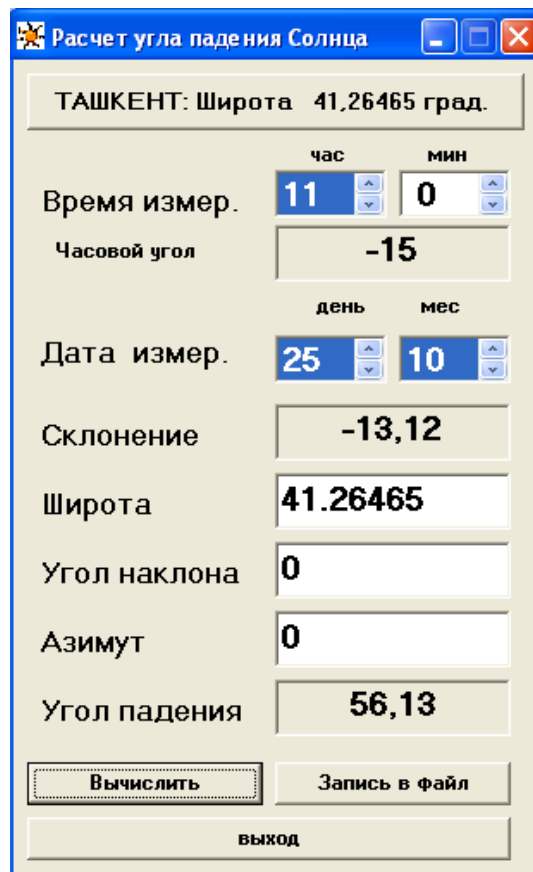 Расчет угла падения Солнца
ТАШКЕНТ: Широта 41,26465 град.
час мин
Время измер. 11 0
Часовой угол -15
день мес
Дата измер. 25 10
Склонение -13,12
Широта 41.26465
Угол наклона 0
Азимут 0
Угол падения 56,13
Вычислить Запись в файл
выход